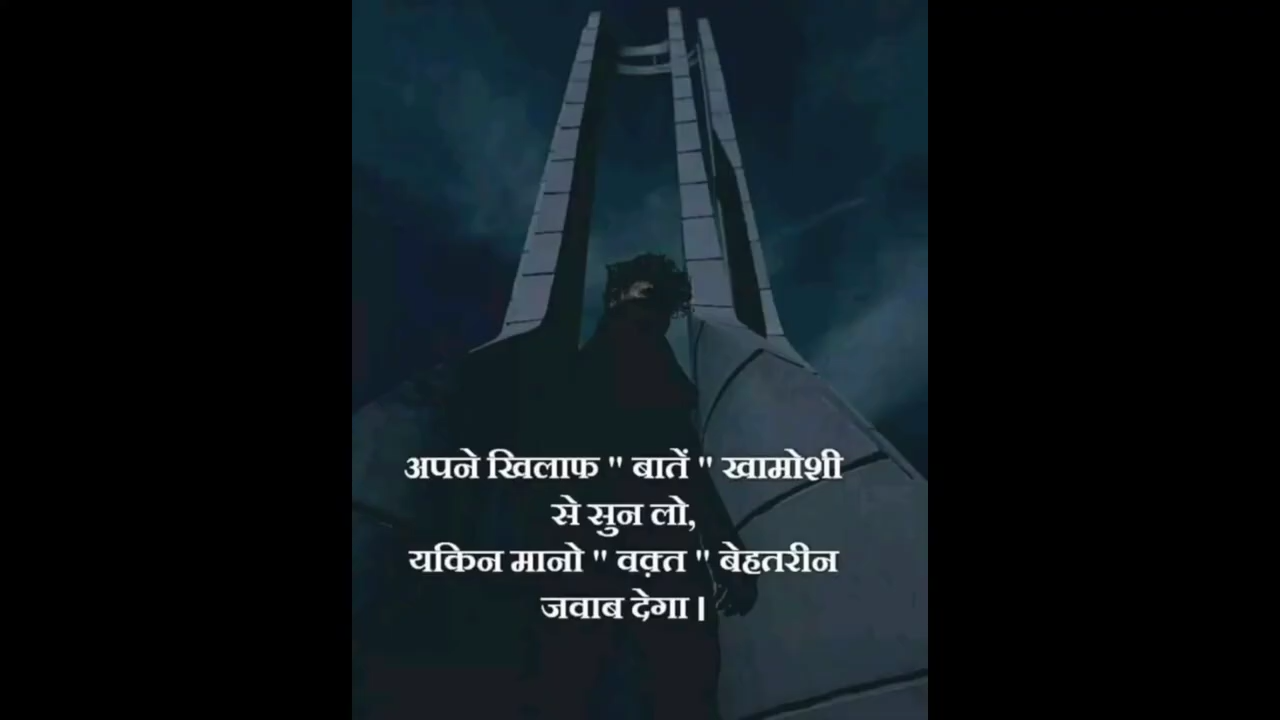 अपने खिलाफ " बातें " खामोशी
से सुन लो,
यकिन मानो " वक़्त " बेहतरीन
जवाब देगा।